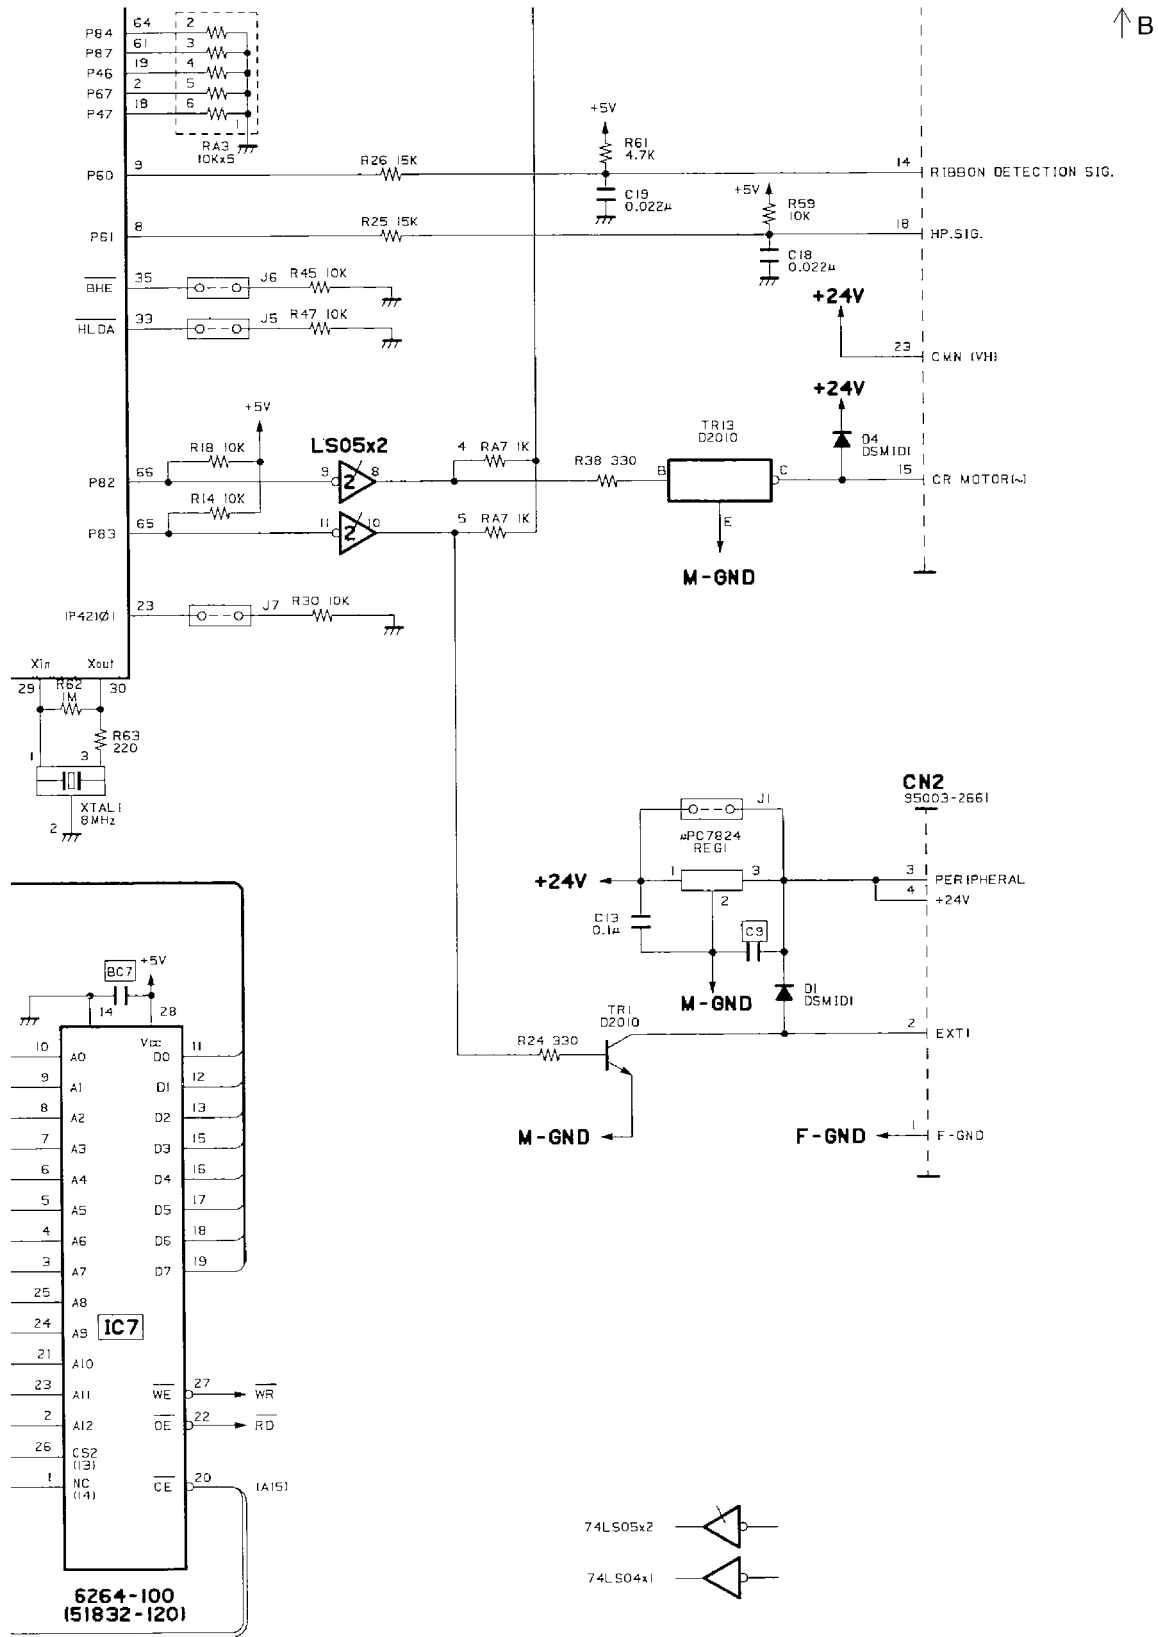 B
P84 64 2
P87 61 3
P46 19 4
P67 2 5
P47 18 6
1
RA3
10Kx5
+5V
R61
4.7K
P60 9 R26 15K 14 RIBBON DETECTION SIG.
C19
0.022µ
+5V
R59
10K
P61 8 R25 15K 18 HP.SIG.
C18
0.022µ
BHE 35 J6 R45 10K
HLDA 33 J5 R47 10K
+24V
23 CMN (VH)
+24V
D4
DSMIDI
+5V
R18 10K
LS05x2
P82 66 9 2 8 4 RA7 1K
R38 330 B TR13 D2010 C 15 CR MOTOR(~)
E
M-GND
R14 10K
P83 65 11 2 10 5 RA7 1K
(P42)Ø1 23 J7 R30 10K
Xin Xout
29 R62 30
1M
R63
220
1 3
XTAL1
8MHz
2
CN2
95003-2661
J1
µPC7824
REG1
+24V 1 3
2
3 PERIPHERAL
4 +24V
C13
0.1µ
C9
M-GND
D1
DSMIDI
TR1
D2010
R24 330
2 EXT1
M-GND
F-GND 1 F-GND
BC7 +5V
14 28
Vcc
10 A0 D0 11
9 A1 D1 12
8 A2 D2 13
7 A3 D3 15
6 A4 D4 16
5 A5 D5 17
4 A6 D6 18
3 A7 D7 19
25 A8
24 A9
IC7
21 A10
23 A11 WE 27 WR
2 A12 OE 22 RD
26 CS2
(13)
1 NC
(14)
CE 20 (A15)
6264-100
(51832-120)
74LS05x2
74LS04x1